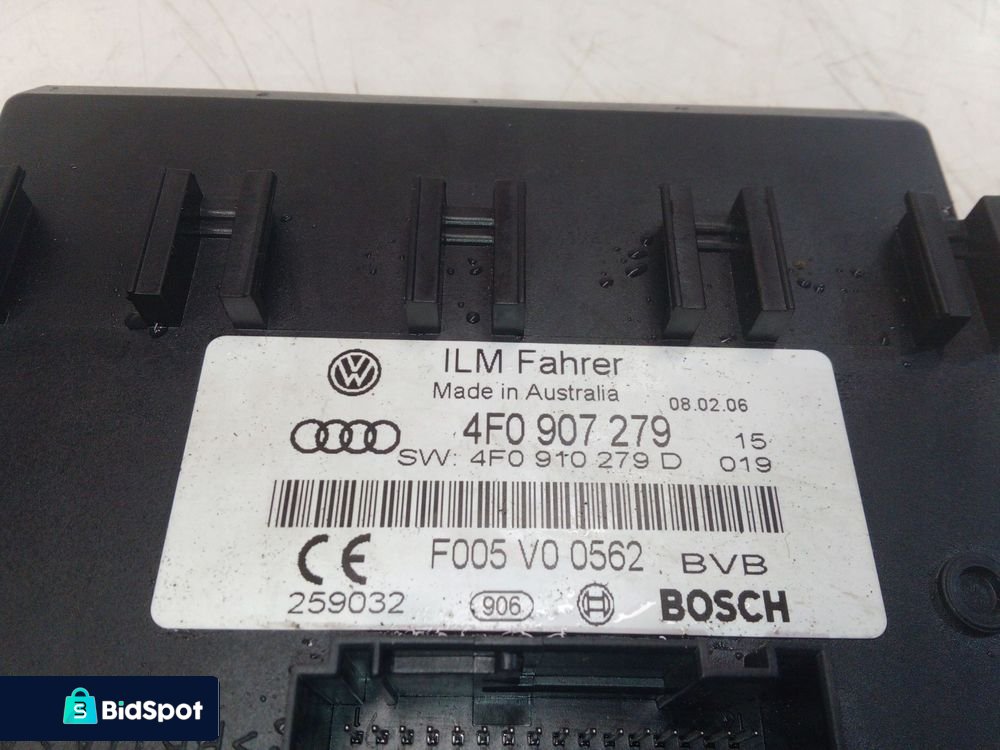 ILM Fahrer
Made in Australia
08.02.06
4F0 907 279
15
SW: 4F0 910 279 D
019
F005 V0 0562
BVB
259032
906
BOSCH
BidSpot